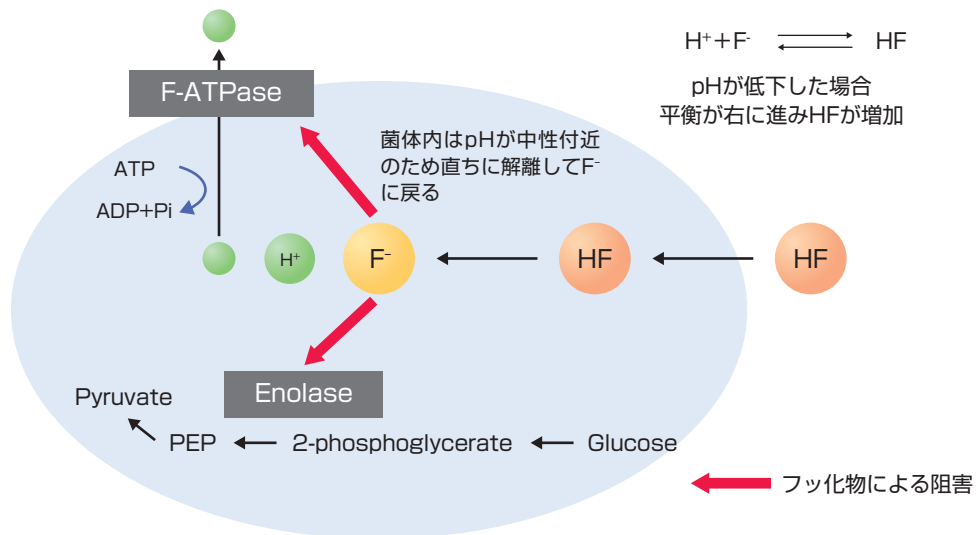 H⁺+F⁻ HF
pHが低下した場合
平衡が右に進みHFが増加
F-ATPase
菌体内はpHが中性付近
のため直ちに解離してF⁻
に戻る
ATP
ADP+Pi
H⁺
F⁻
HF
HF
Enolase
Pyruvate
PEP
2-phosphoglycerate
Glucose
フッ化物による阻害